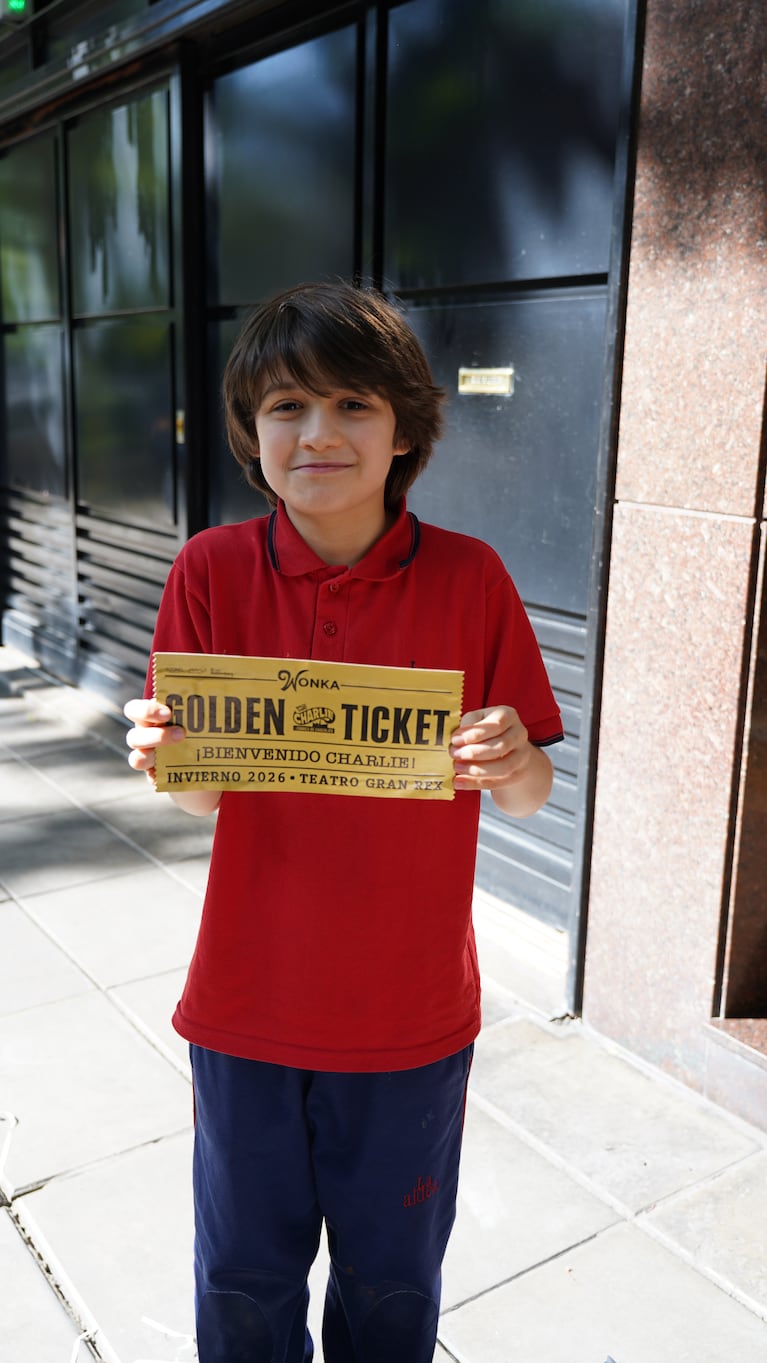 WONKA
GOLDEN CHARLIE TICKET
¡BIENVENIDO CHARLIE!
INVIERNO 2026 • TEATRO GRAN REX